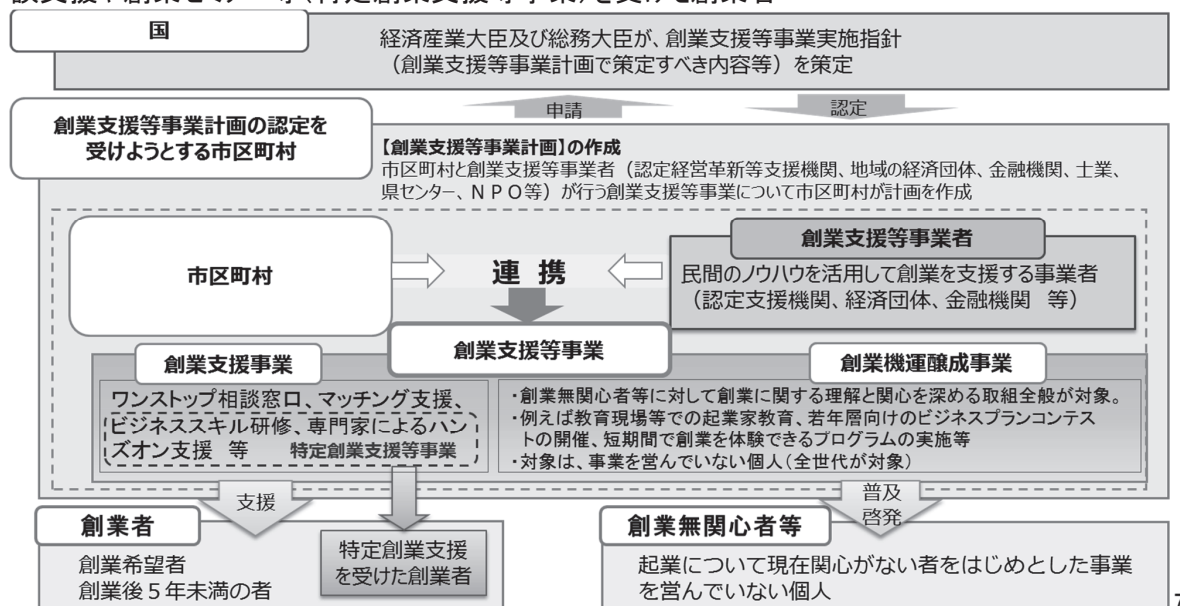 国
経済産業大臣及び総務大臣が、創業支援等事業実施指針
（創業支援等事業計画で策定すべき内容等）を策定
申請
認定
創業支援等事業計画の認定を
受けようとする市区町村
【創業支援等事業計画】の作成
市区町村と創業支援等事業者（認定経営革新等支援機関、地域の経済団体、金融機関、士業、
県センター、ＮＰＯ等）が行う創業支援等事業について市区町村が計画を作成
市区町村
連 携
創業支援等事業者
民間のノウハウを活用して創業を支援する事業者
（認定支援機関、経済団体、金融機関 等）
創業支援等事業
創業支援事業
ワンストップ相談窓口、マッチング支援、
ビジネススキル研修、専門家によるハン
ズオン支援 等 特定創業支援等事業
創業機運醸成事業
・創業無関心者等に対して創業に関する理解と関心を深める取組全般が対象。
・例えば教育現場等での起業家教育、若年層向けのビジネスプランコンテス
トの開催、短期間で創業を体験できるプログラムの実施等
・対象は、事業を営んでいない個人（全世代が対象）
支援
普及
啓発
創業者
創業希望者
創業後５年未満の者
特定創業支援
を受けた創業者
創業無関心者等
起業について現在関心がない者をはじめとした事業
を営んでいない個人